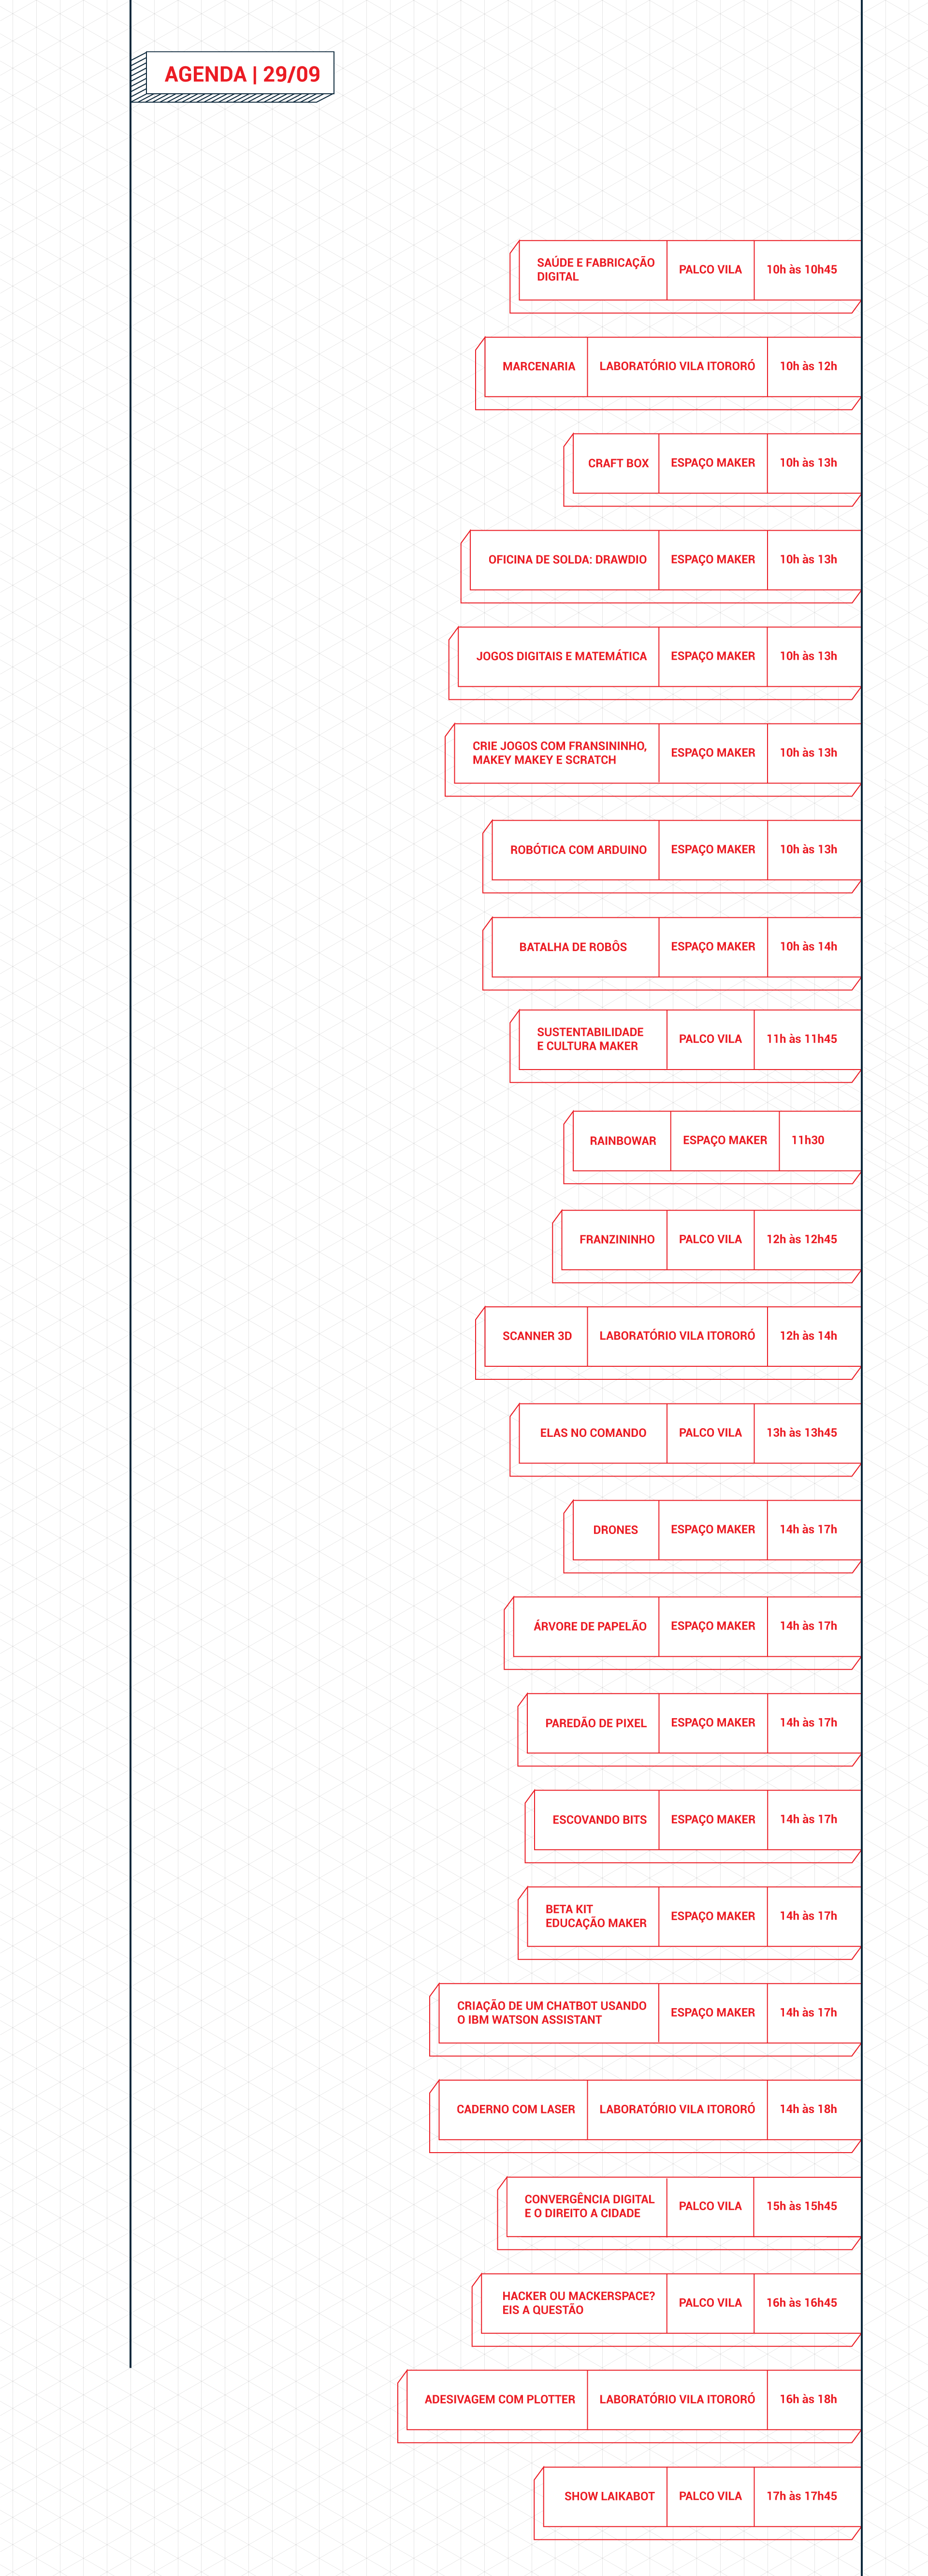 AGENDA | 29/09
SAÚDE E FABRICAÇÃO
DIGITAL
PALCO VILA
10h às 10h45
MARCENARIA
LABORATÓRIO VILA ITORORÓ
10h às 12h
CRAFT BOX
ESPAÇO MAKER
10h às 13h
OFICINA DE SOLDA: DRAWDIO
ESPAÇO MAKER
10h às 13h
JOGOS DIGITAIS E MATEMÁTICA
ESPAÇO MAKER
10h às 13h
CRIE JOGOS COM FRANSININHO,
MAKEY MAKEY E SCRATCH
ESPAÇO MAKER
10h às 13h
ROBÓTICA COM ARDUINO
ESPAÇO MAKER
10h às 13h
BATALHA DE ROBÔS
ESPAÇO MAKER
10h às 14h
SUSTENTABILIDADE
E CULTURA MAKER
PALCO VILA
11h às 11h45
RAINBOWAR
ESPAÇO MAKER
11h30
FRANZININHO
PALCO VILA
12h às 12h45
SCANNER 3D
LABORATÓRIO VILA ITORORÓ
12h às 14h
ELAS NO COMANDO
PALCO VILA
13h às 13h45
DRONES
ESPAÇO MAKER
14h às 17h
ÁRVORE DE PAPELÃO
ESPAÇO MAKER
14h às 17h
PAREDÃO DE PIXEL
ESPAÇO MAKER
14h às 17h
ESCOVANDO BITS
ESPAÇO MAKER
14h às 17h
BETA KIT
EDUCAÇÃO MAKER
ESPAÇO MAKER
14h às 17h
CRIAÇÃO DE UM CHATBOT USANDO
O IBM WATSON ASSISTANT
ESPAÇO MAKER
14h às 17h
CADERNO COM LASER
LABORATÓRIO VILA ITORORÓ
14h às 18h
CONVERGÊNCIA DIGITAL
E O DIREITO A CIDADE
PALCO VILA
15h às 15h45
HACKER OU MACKERSPACE?
EIS A QUESTÃO
PALCO VILA
16h às 16h45
ADESIVAGEM COM PLOTTER
LABORATÓRIO VILA ITORORÓ
16h às 18h
SHOW LAIKABOT
PALCO VILA
17h às 17h45